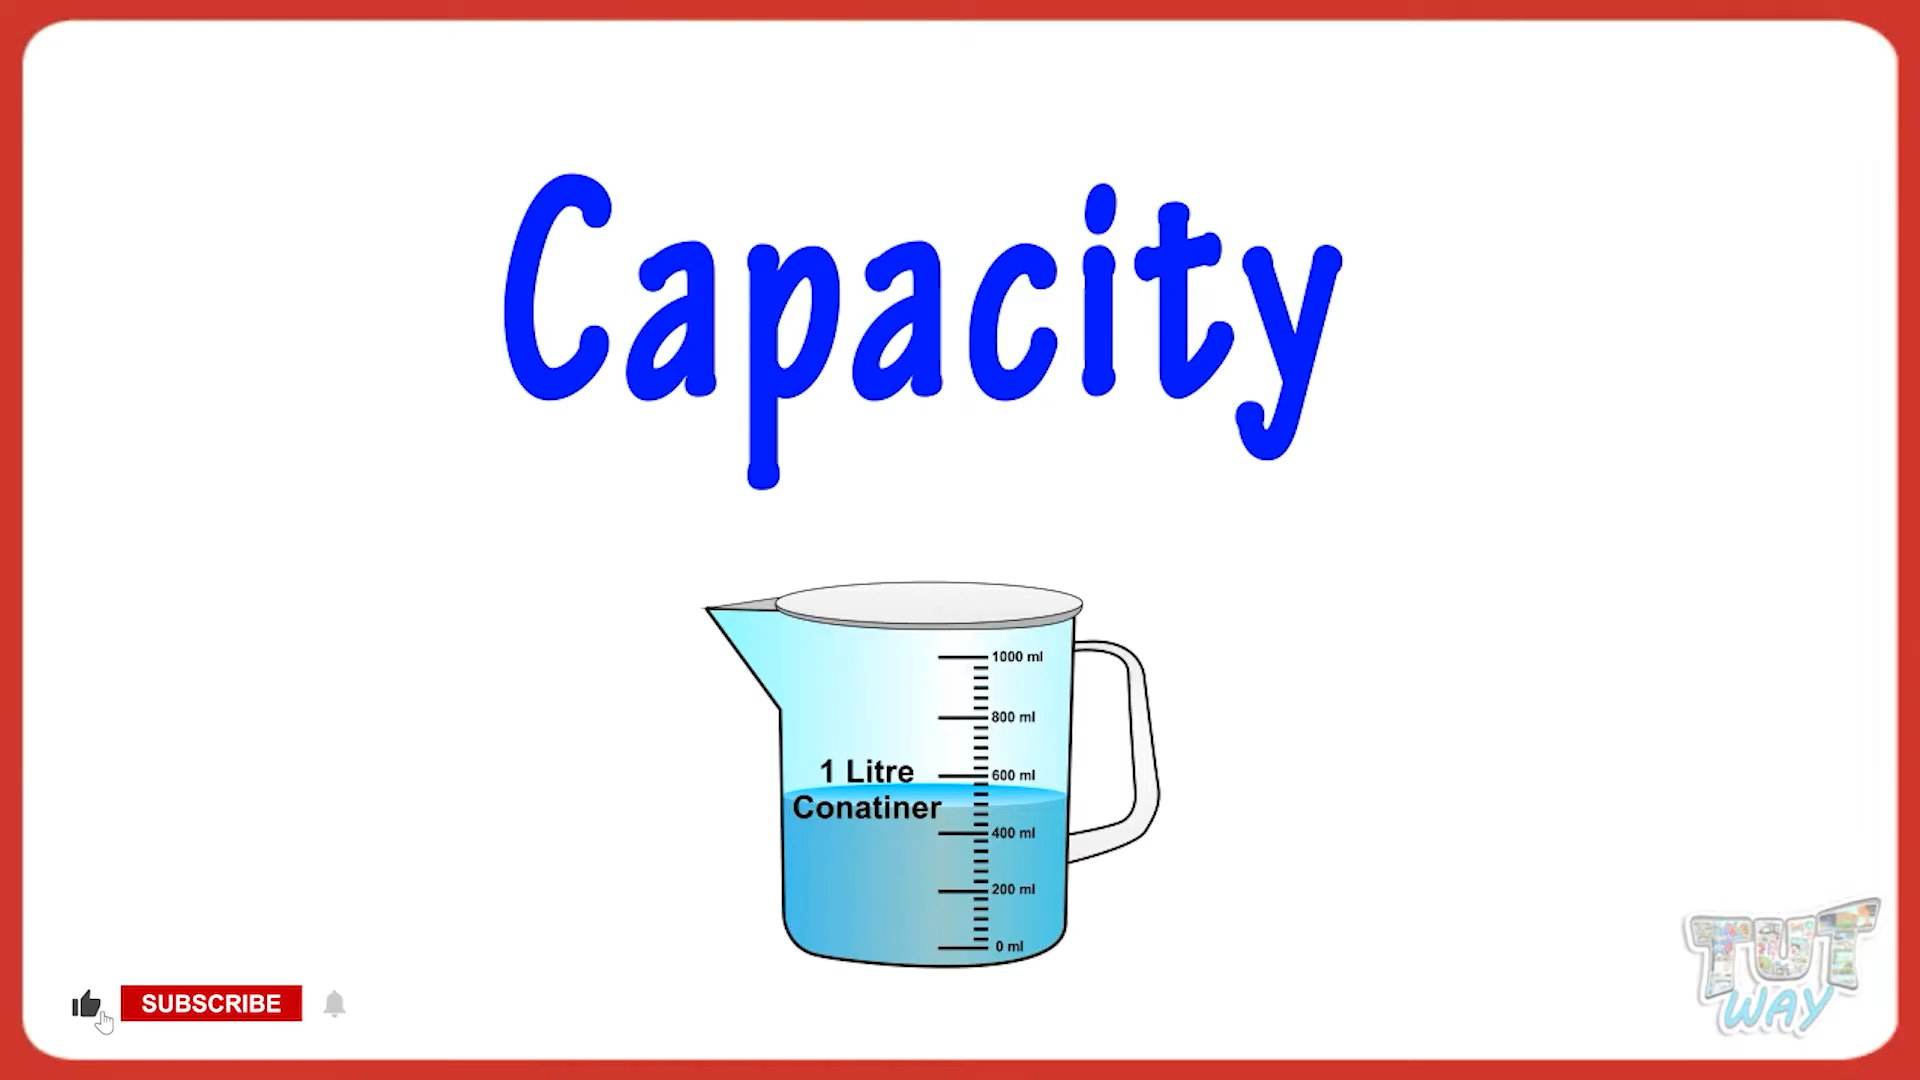 Capacity
1000 ml
800 ml
1 Litre
600 ml
Conatiner
400 ml
200 ml
0 ml
SUBSCRIBE
TUT
WAY